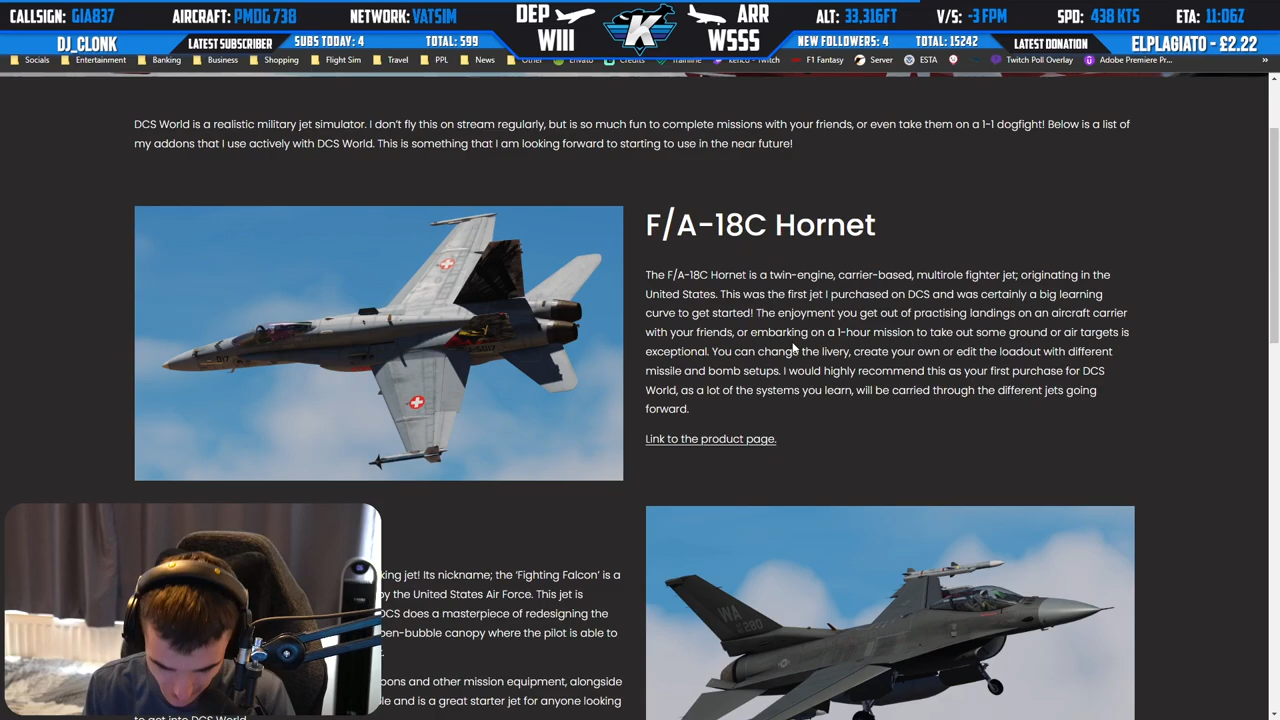 CALLSIGN: GIA837
AIRCRAFT: PMDG 738
NETWORK: VATSIM
DEP
WIII
K
ARR
WSSS
ALT: 33,316FT
V/S: -3 FPM
SPD: 438 KTS
ETA: 11:06Z
DJ_CLONK
LATEST SUBSCRIBER
SUBS TODAY: 4
TOTAL: 599
NEW FOLLOWERS: 4
TOTAL: 15242
LATEST DONATION
ELPLAGIATO - £2.22
Socials Entertainment Banking Business Shopping Flight Sim Travel PPL News Other Envato Credits Trainline kenco - Twitch F1 Fantasy Server ESTA Twitch Poll Overlay Adobe Premiere Pr... »
DCS World is a realistic military jet simulator. I don't fly this on stream regularly, but is so much fun to complete missions with your friends, or even take them on a 1-1 dogfight! Below is a list of
my addons that I use actively with DCS World. This is something that I am looking forward to starting to use in the near future!
F/A-18C Hornet
The F/A-18C Hornet is a twin-engine, carrier-based, multirole fighter jet; originating in the
United States. This was the first jet I purchased on DCS and was certainly a big learning
curve to get started! The enjoyment you get out of practising landings on an aircraft carrier
with your friends, or embarking on a 1-hour mission to take out some ground or air targets is
exceptional. You can change the livery, create your own or edit the loadout with different
missile and bomb setups. I would highly recommend this as your first purchase for DCS
World, as a lot of the systems you learn, will be carried through the different jets going
forward.
Link to the product page.
king jet! Its nickname; the 'Fighting Falcon' is a
by the United States Air Force. This jet is
DCS does a masterpiece of redesigning the
pen-bubble canopy where the pilot is able to
pons and other mission equipment, alongside
le and is a great starter jet for anyone looking
to get into DCS World
WA
280